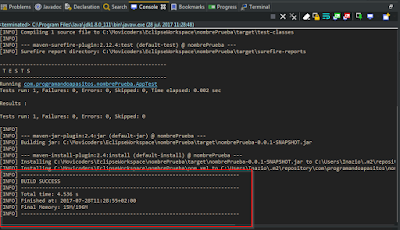 Problems Javadoc Declaration Search Console Progress
<terminated> C:\Program Files\Java\jdk1.8.0_111\bin\javaw.exe (28 jul. 2017 11:28:48)
[INFO] Compiling 1 source file to C:\Movicoders\EclipseWorkspace\nombrePrueba\target\test-classes
[INFO]
[INFO] --- maven-surefire-plugin:2.12.4:test (default-test) @ nombrePrueba ---
[INFO] Surefire report directory: C:\Movicoders\EclipseWorkspace\nombrePrueba\target\surefire-reports
-------------------------------------------------------
T E S T S
-------------------------------------------------------
Running com.programandoapasitos.nombrePrueba.AppTest
Tests run: 1, Failures: 0, Errors: 0, Skipped: 0, Time elapsed: 0.002 sec
Results :
Tests run: 1, Failures: 0, Errors: 0, Skipped: 0
[INFO]
[INFO] --- maven-jar-plugin:2.4:jar (default-jar) @ nombrePrueba ---
[INFO] Building jar: C:\Movicoders\EclipseWorkspace\nombrePrueba\target\nombrePrueba-0.0.1-SNAPSHOT.jar
[INFO]
[INFO] --- maven-install-plugin:2.4:install (default-install) @ nombrePrueba ---
[INFO] Installing C:\Movicoders\EclipseWorkspace\nombrePrueba\target\nombrePrueba-0.0.1-SNAPSHOT.jar to C:\Users\Inazio\.m2\reposi
[INFO] Installing C:\Movicoders\EclipseWorkspace\nombrePrueba\pom.xml to C:\Users\Inazio\.m2\repository\com\programandoapasitos\no
[INFO] ------------------------------------------------------------------------
[INFO] BUILD SUCCESS
[INFO] ------------------------------------------------------------------------
[INFO] Total time: 4.536 s
[INFO] Finished at: 2017-07-28T11:28:55+02:00
[INFO] Final Memory: 15M/196M
[INFO] ------------------------------------------------------------------------